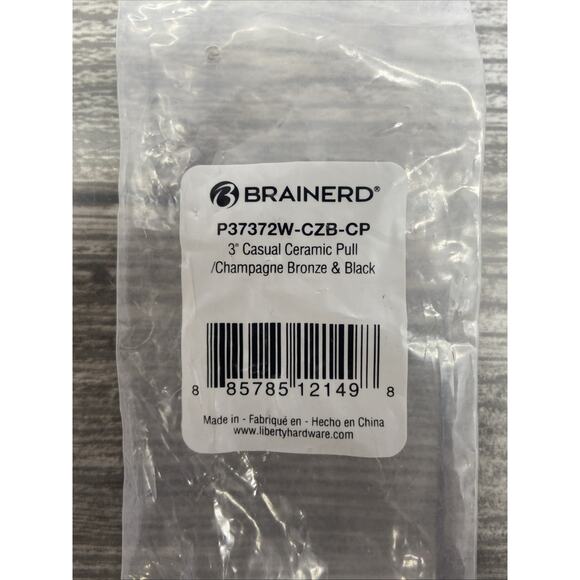 BRAINERD®
P37372W-CZB-CP
3" Casual Ceramic Pull
/Champagne Bronze & Black
8 85785 12149 8
Made in - Fabriqué en - Hecho en China
www.libertyhardware.com